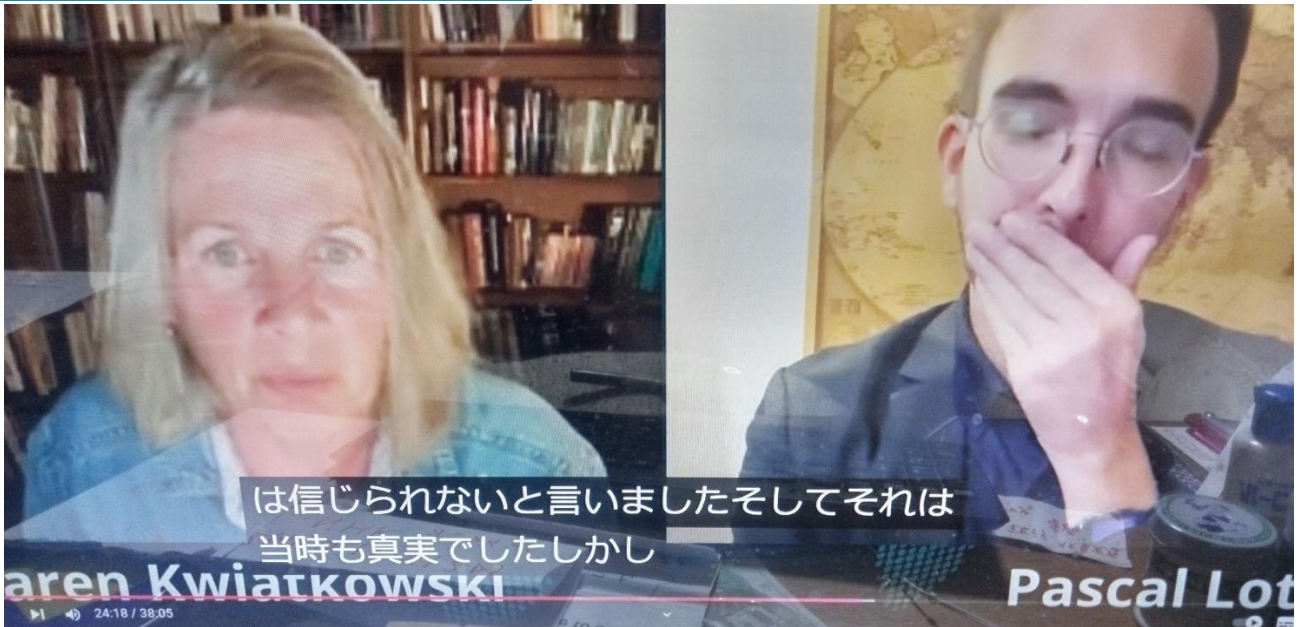 は信じられないと言いましたそしてそれは
当時も真実でしたしかし
aren Kwiatkowski
Pascal Lot
24:18 / 38:05